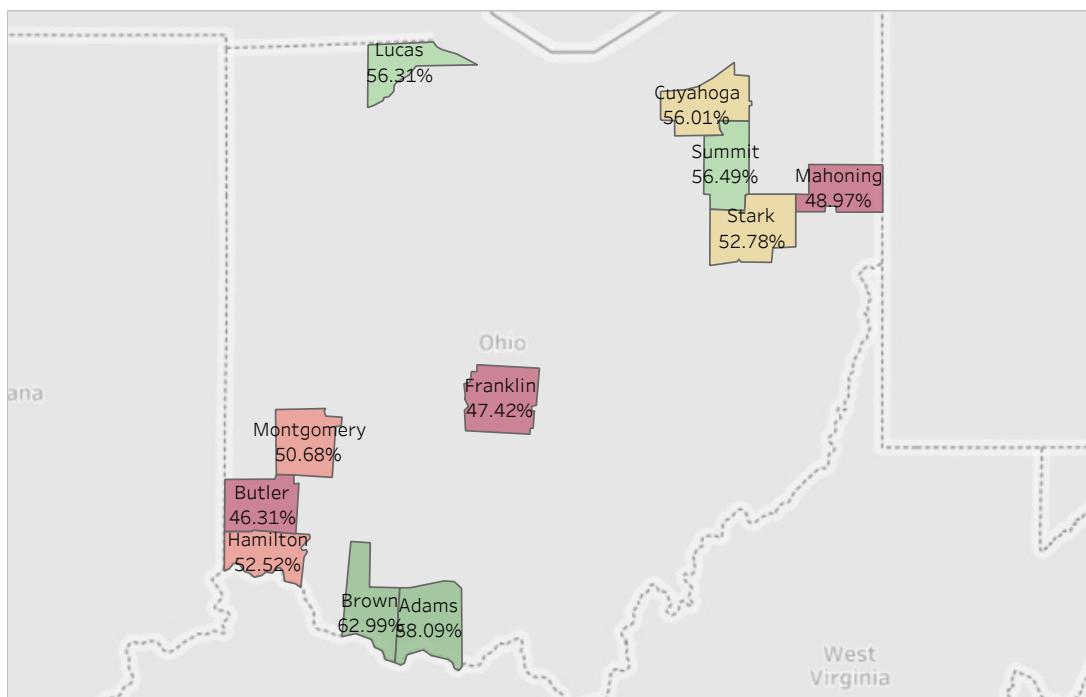 Lucas
56.31%
Cuyahoga
56.01%
Summit
56.49%
Mahoning
48.97%
Stark
52.78%
Ohio
Franklin
47.42%
ana
Montgomery
50.68%
Butler
46.31%
Hamilton
52.52%
Brown
62.99%
Adams
58.09%
West
Virginia